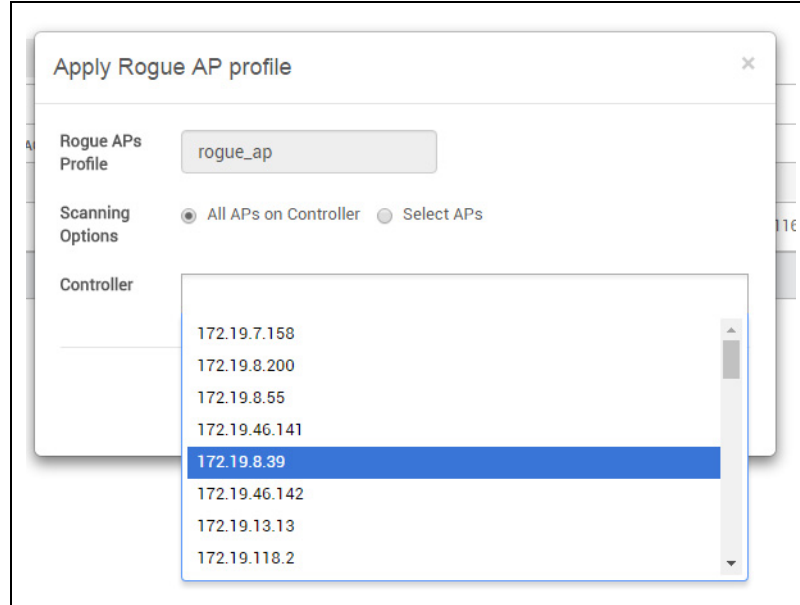 Apply Rogue AP profile ×
Rogue APs
Profile
rogue_ap
Scanning
Options
All APs on Controller Select APs
116
Controller
172.19.7.158
172.19.8.200
172.19.8.55
172.19.46.141
172.19.8.39
172.19.46.142
172.19.13.13
172.19.118.2